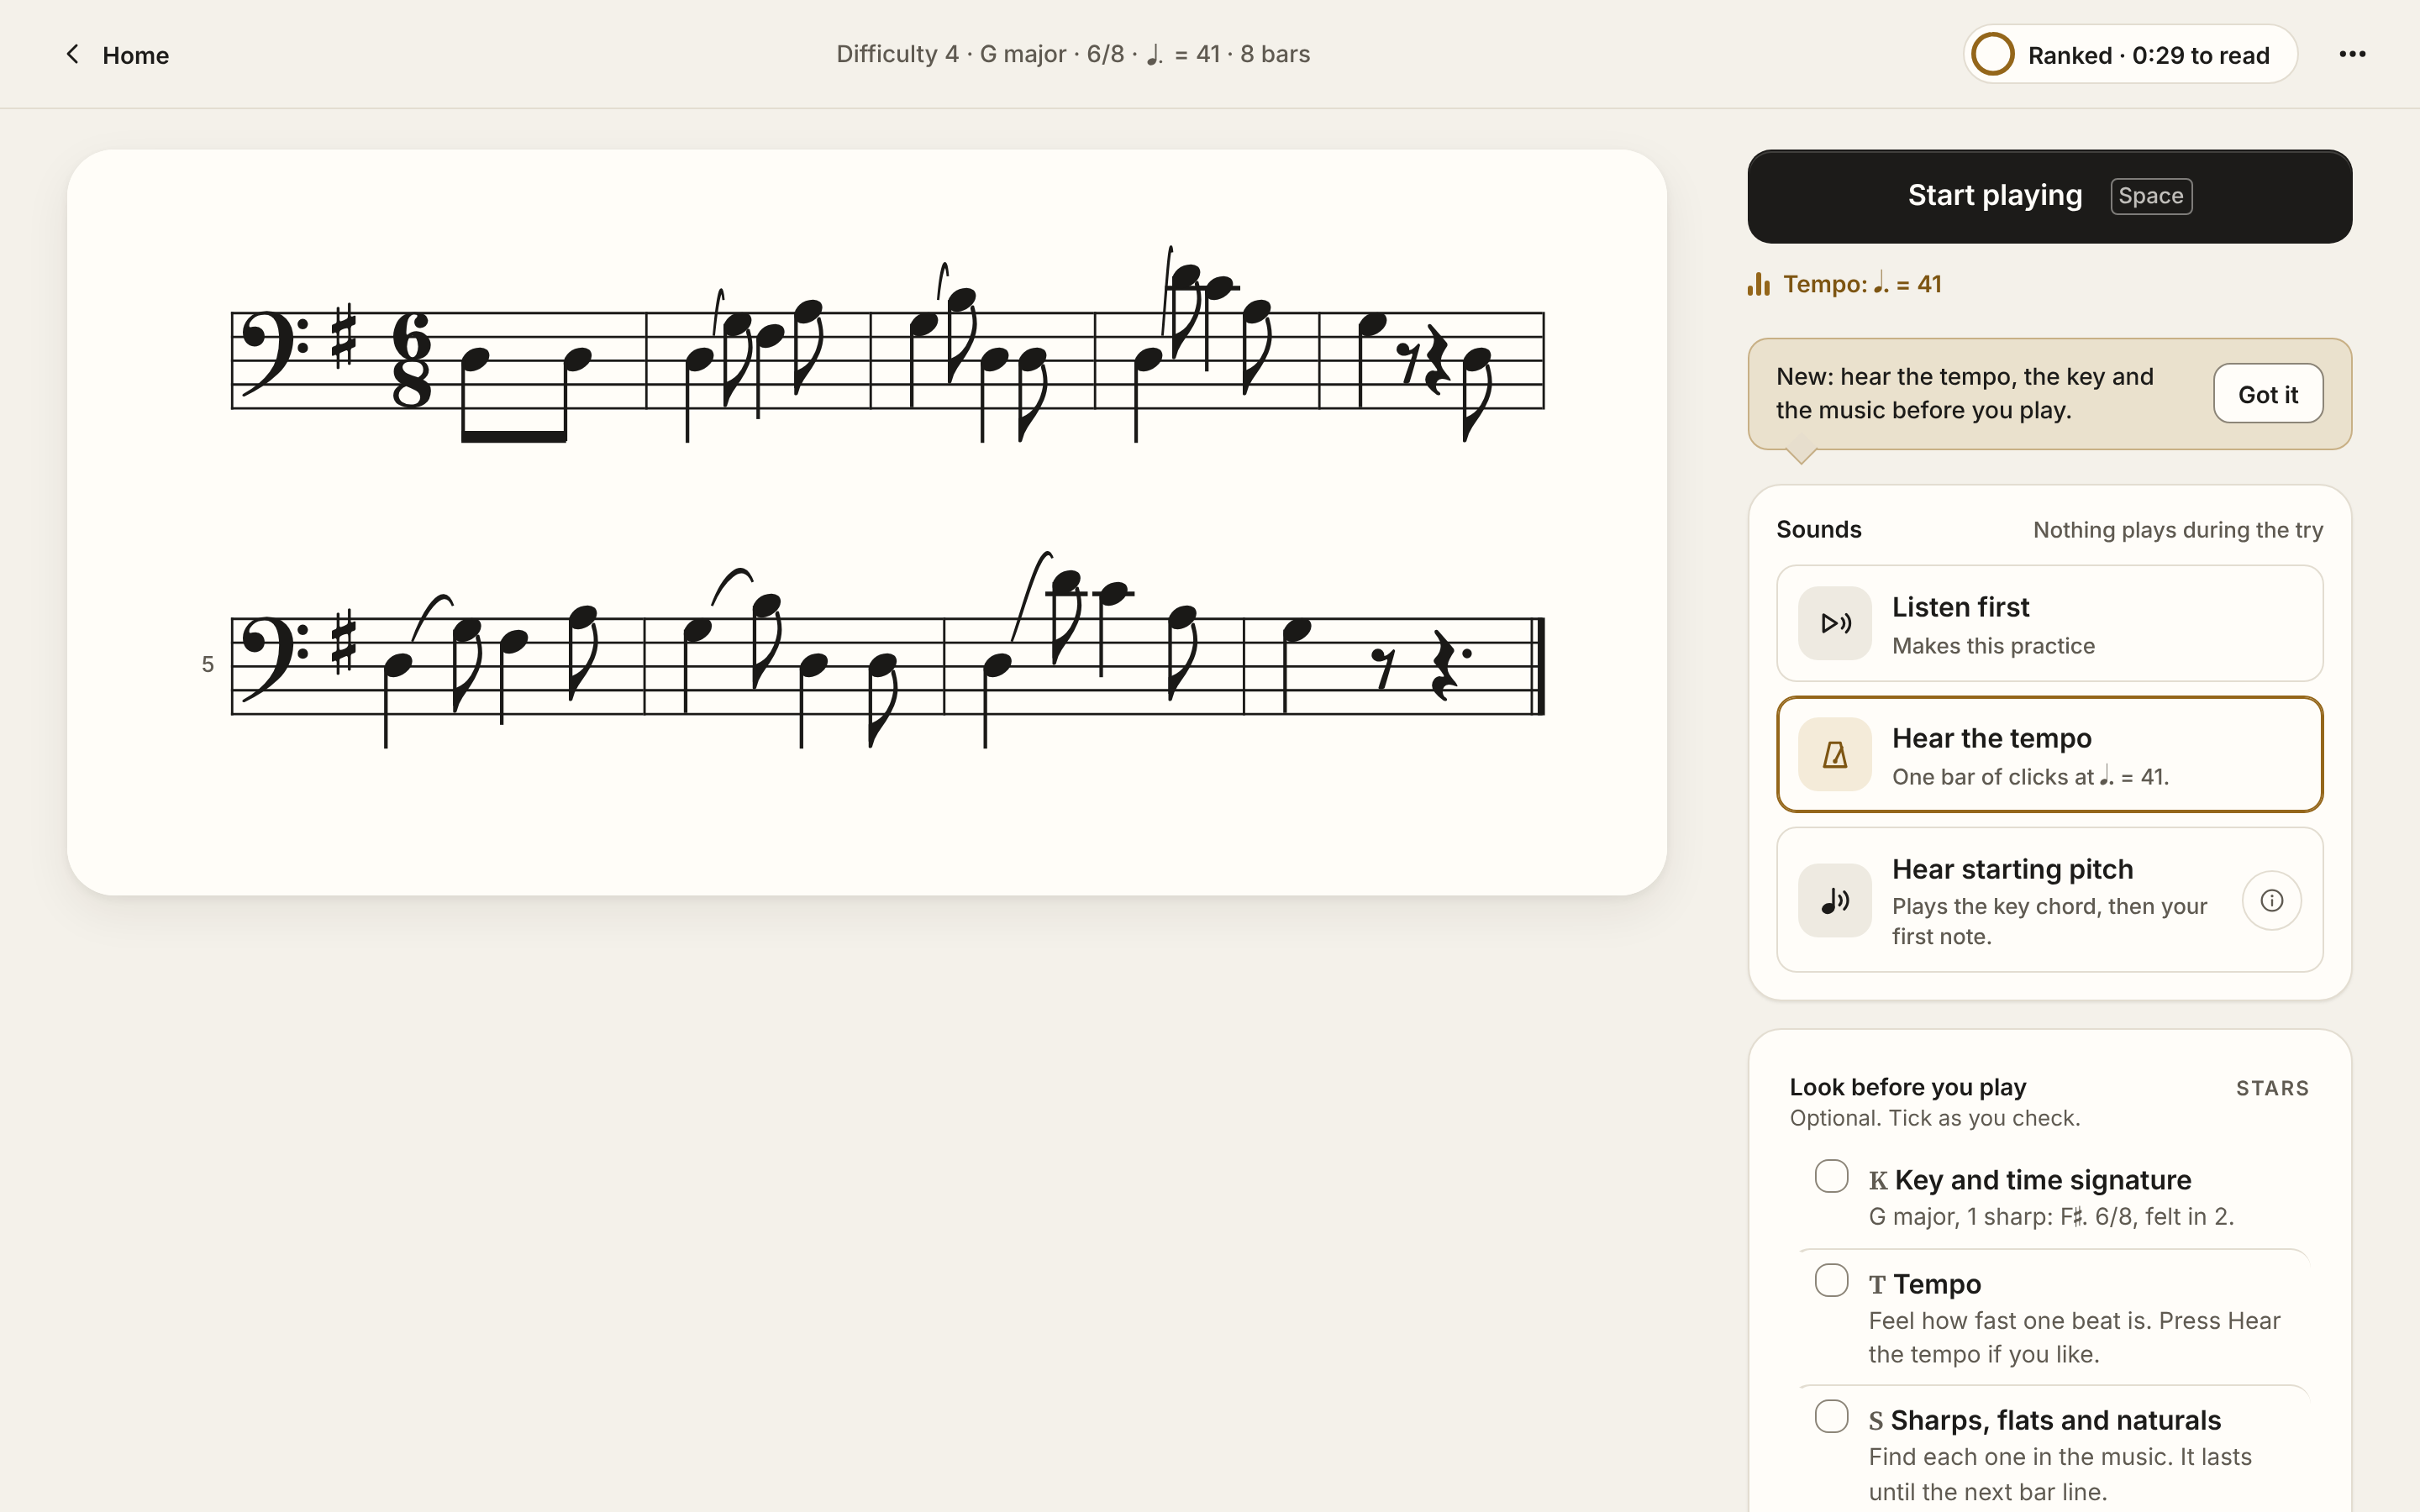 Home
Difficulty 4 · G major · 6/8 · ♩. = 41 · 8 bars
Ranked · 0:29 to read
Start playing Space
Tempo: ♩. = 41
New: hear the tempo, the key and
the music before you play.
Got it
Sounds
Nothing plays during the try
Listen first
Makes this practice
Hear the tempo
One bar of clicks at ♩. = 41.
Hear starting pitch
Plays the key chord, then your
first note.
Look before you play
STARS
Optional. Tick as you check.
K Key and time signature
G major, 1 sharp: F♯. 6/8, felt in 2.
T Tempo
Feel how fast one beat is. Press Hear
the tempo if you like.
S Sharps, flats and naturals
Find each one in the music. It lasts
until the next bar line.
6
8
5